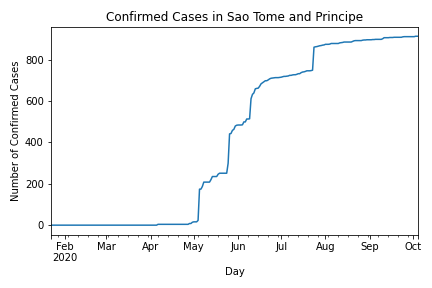 Confirmed Cases in Sao Tome and Principe
Number of Confirmed Cases
800
600
400
200
0
Feb Mar Apr May Jun Jul Aug Sep Oct
2020
Day